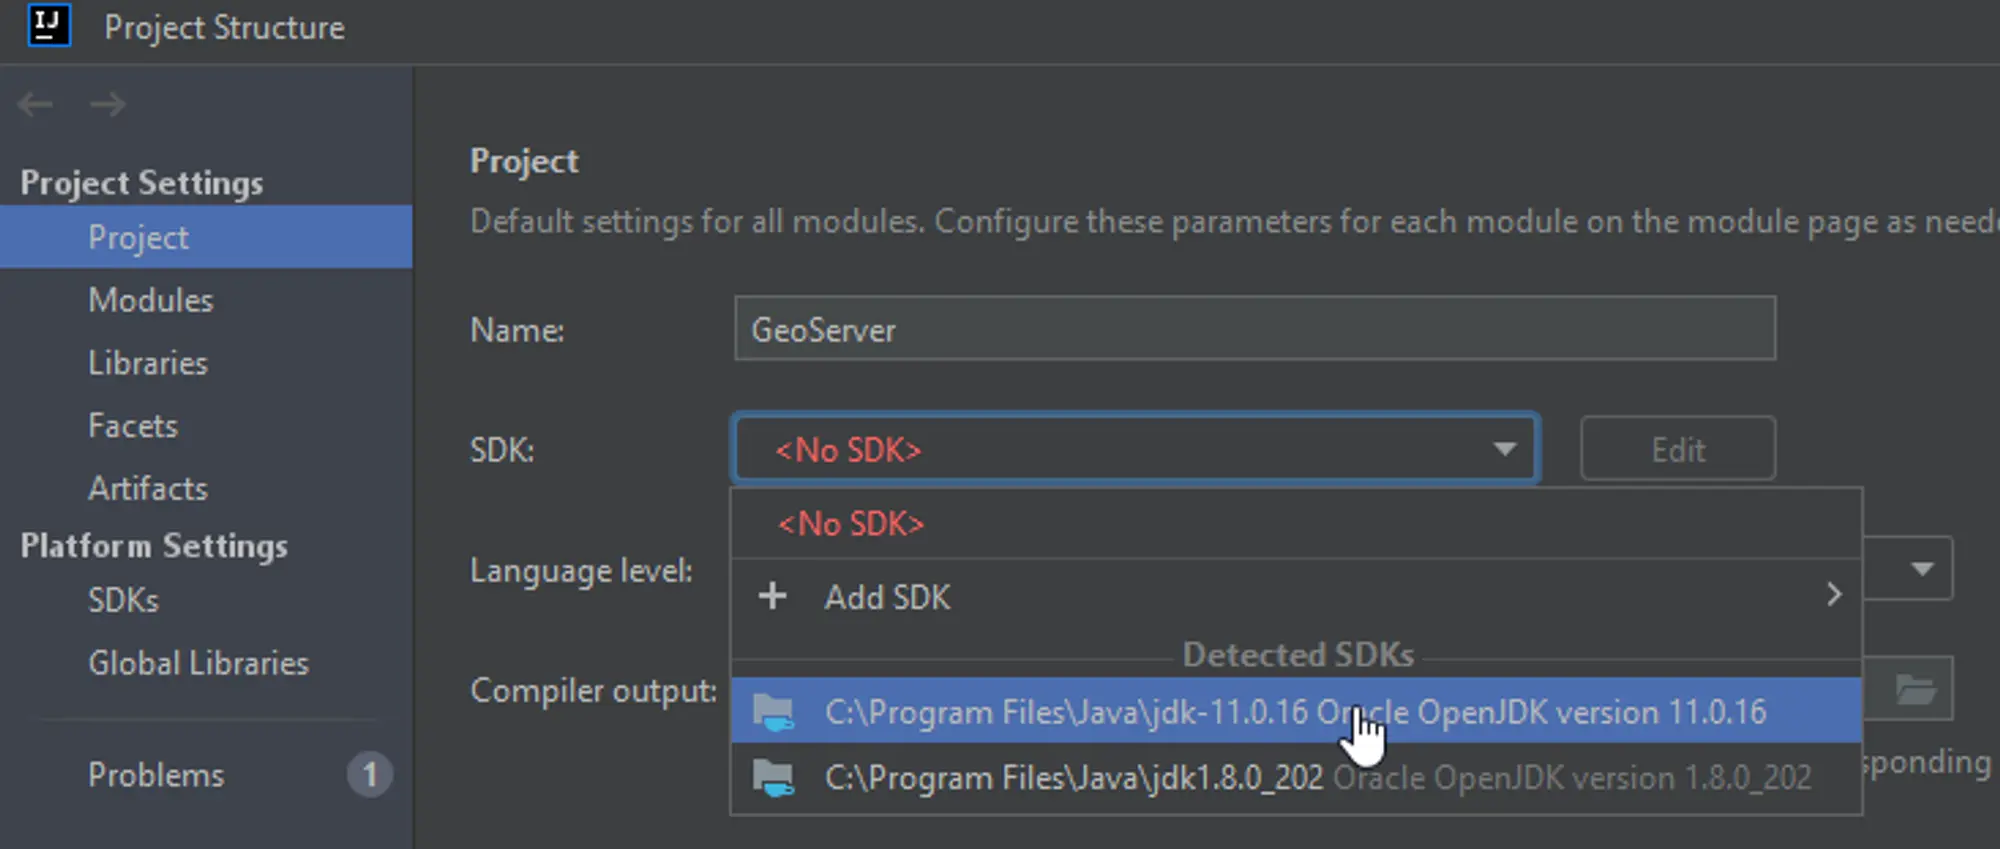 IJ
Project Structure
Project Settings
Project
Modules
Libraries
Facets
Artifacts
Platform Settings
SDKs
Global Libraries
Problems 1
Project
Default settings for all modules. Configure these parameters for each module on the module page as neede
Name: GeoServer
SDK: <No SDK> Edit
<No SDK>
Language level:
+ Add SDK
Detected SDKs
Compiler output:
C:\Program Files\Java\jdk-11.0.16 Oracle OpenJDK version 11.0.16
C:\Program Files\Java\jdk1.8.0_202 Oracle OpenJDK version 1.8.0_202
sponding